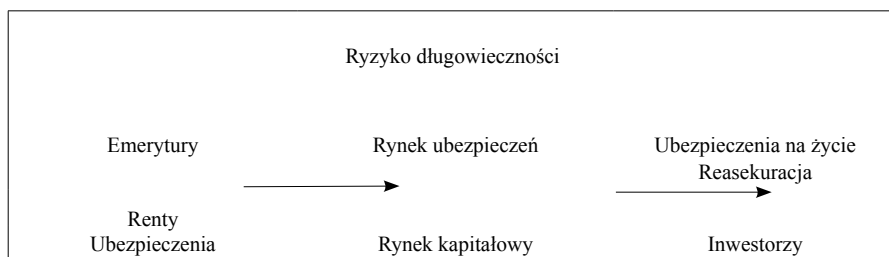 Ryzyko długowieczności
Emerytury
Rynek ubezpieczeń
Ubezpieczenia na życie
Reasekuracja
Renty
Ubezpieczenia
Rynek kapitałowy
Inwestorzy